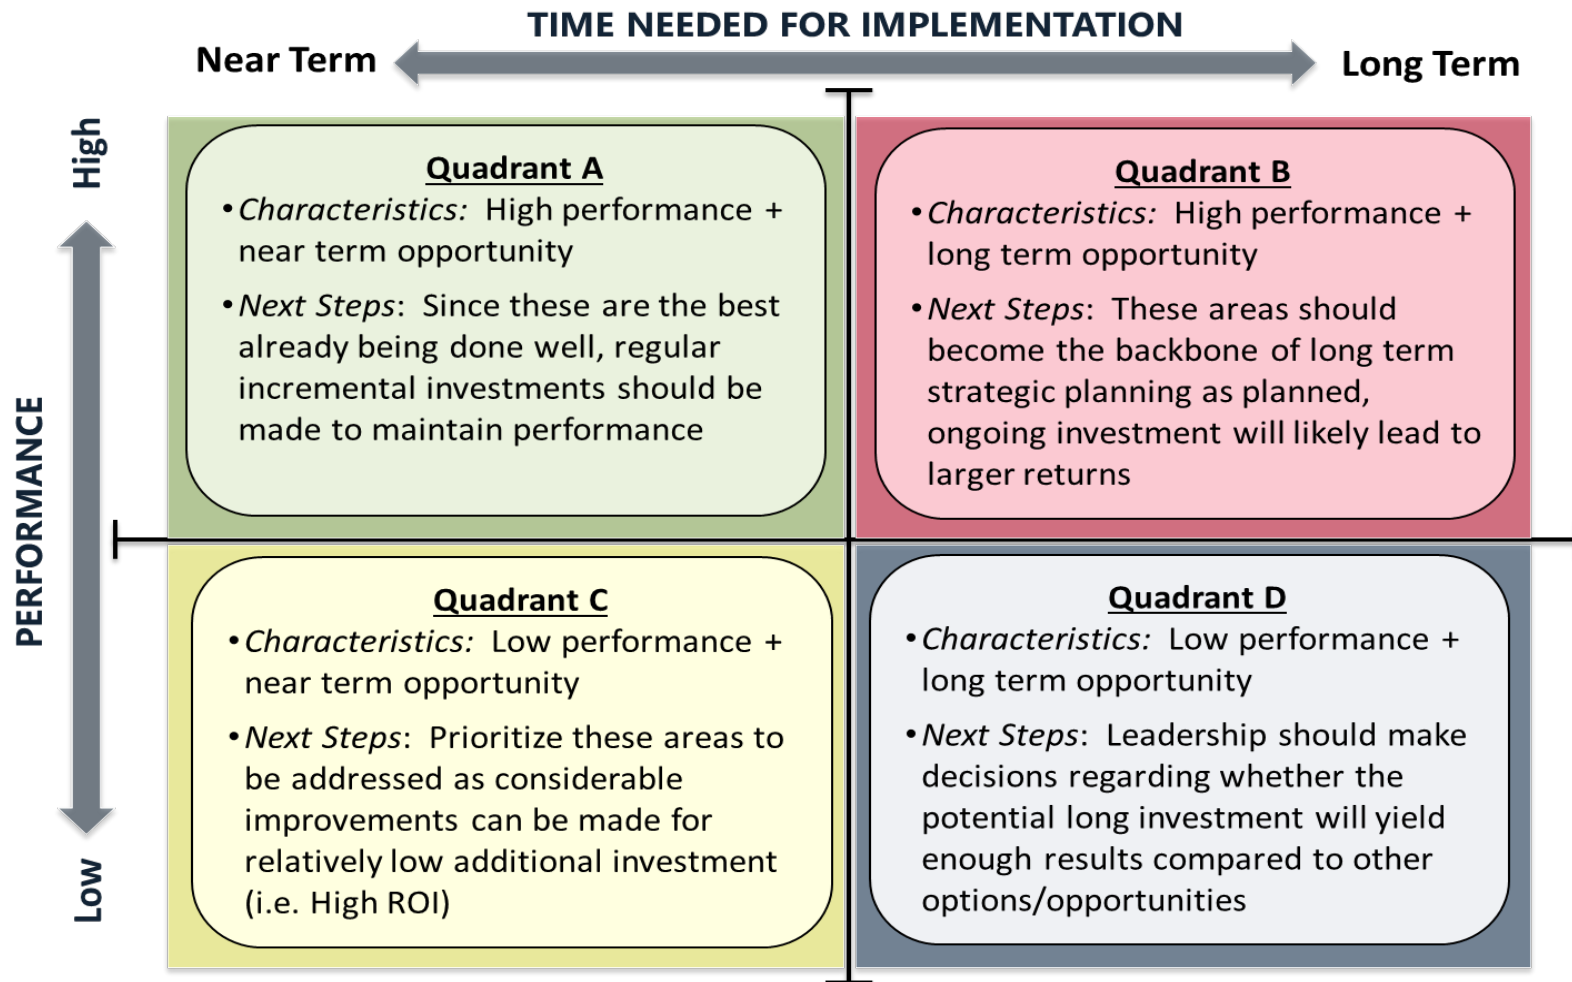 TIME NEEDED FOR IMPLEMENTATION
Near Term
Long Term
High
PERFORMANCE
Low
Quadrant A
•Characteristics: High performance +
near term opportunity
•Next Steps: Since these are the best
already being done well, regular
incremental investments should be
made to maintain performance
Quadrant B
•Characteristics: High performance +
long term opportunity
•Next Steps: These areas should
become the backbone of long term
strategic planning as planned,
ongoing investment will likely lead to
larger returns
Quadrant C
•Characteristics: Low performance +
near term opportunity
•Next Steps: Prioritize these areas to
be addressed as considerable
improvements can be made for
relatively low additional investment
(i.e. High ROI)
Quadrant D
•Characteristics: Low performance +
long term opportunity
•Next Steps: Leadership should make
decisions regarding whether the
potential long investment will yield
enough results compared to other
options/opportunities